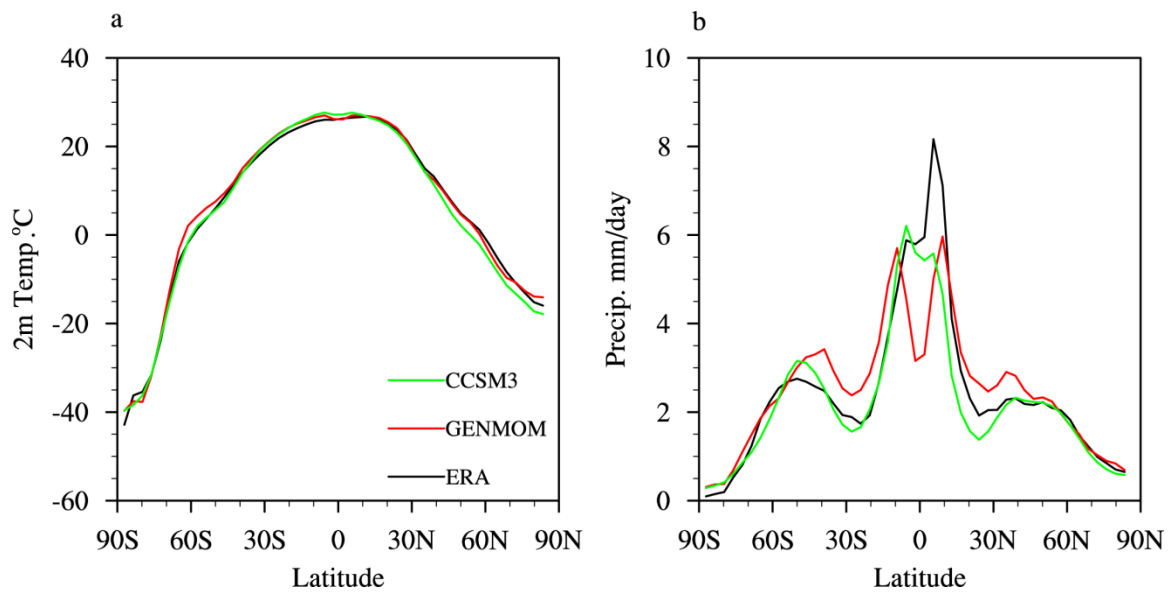 a
40
20
0
-20
-40
-60
2m Temp.ºC
CCSM3
GENMOM
ERA
90S 60S 30S 0 30N 60N 90N
Latitude
b
10
8
6
4
2
0
Precip. mm/day
90S 60S 30S 0 30N 60N 90N
Latitude